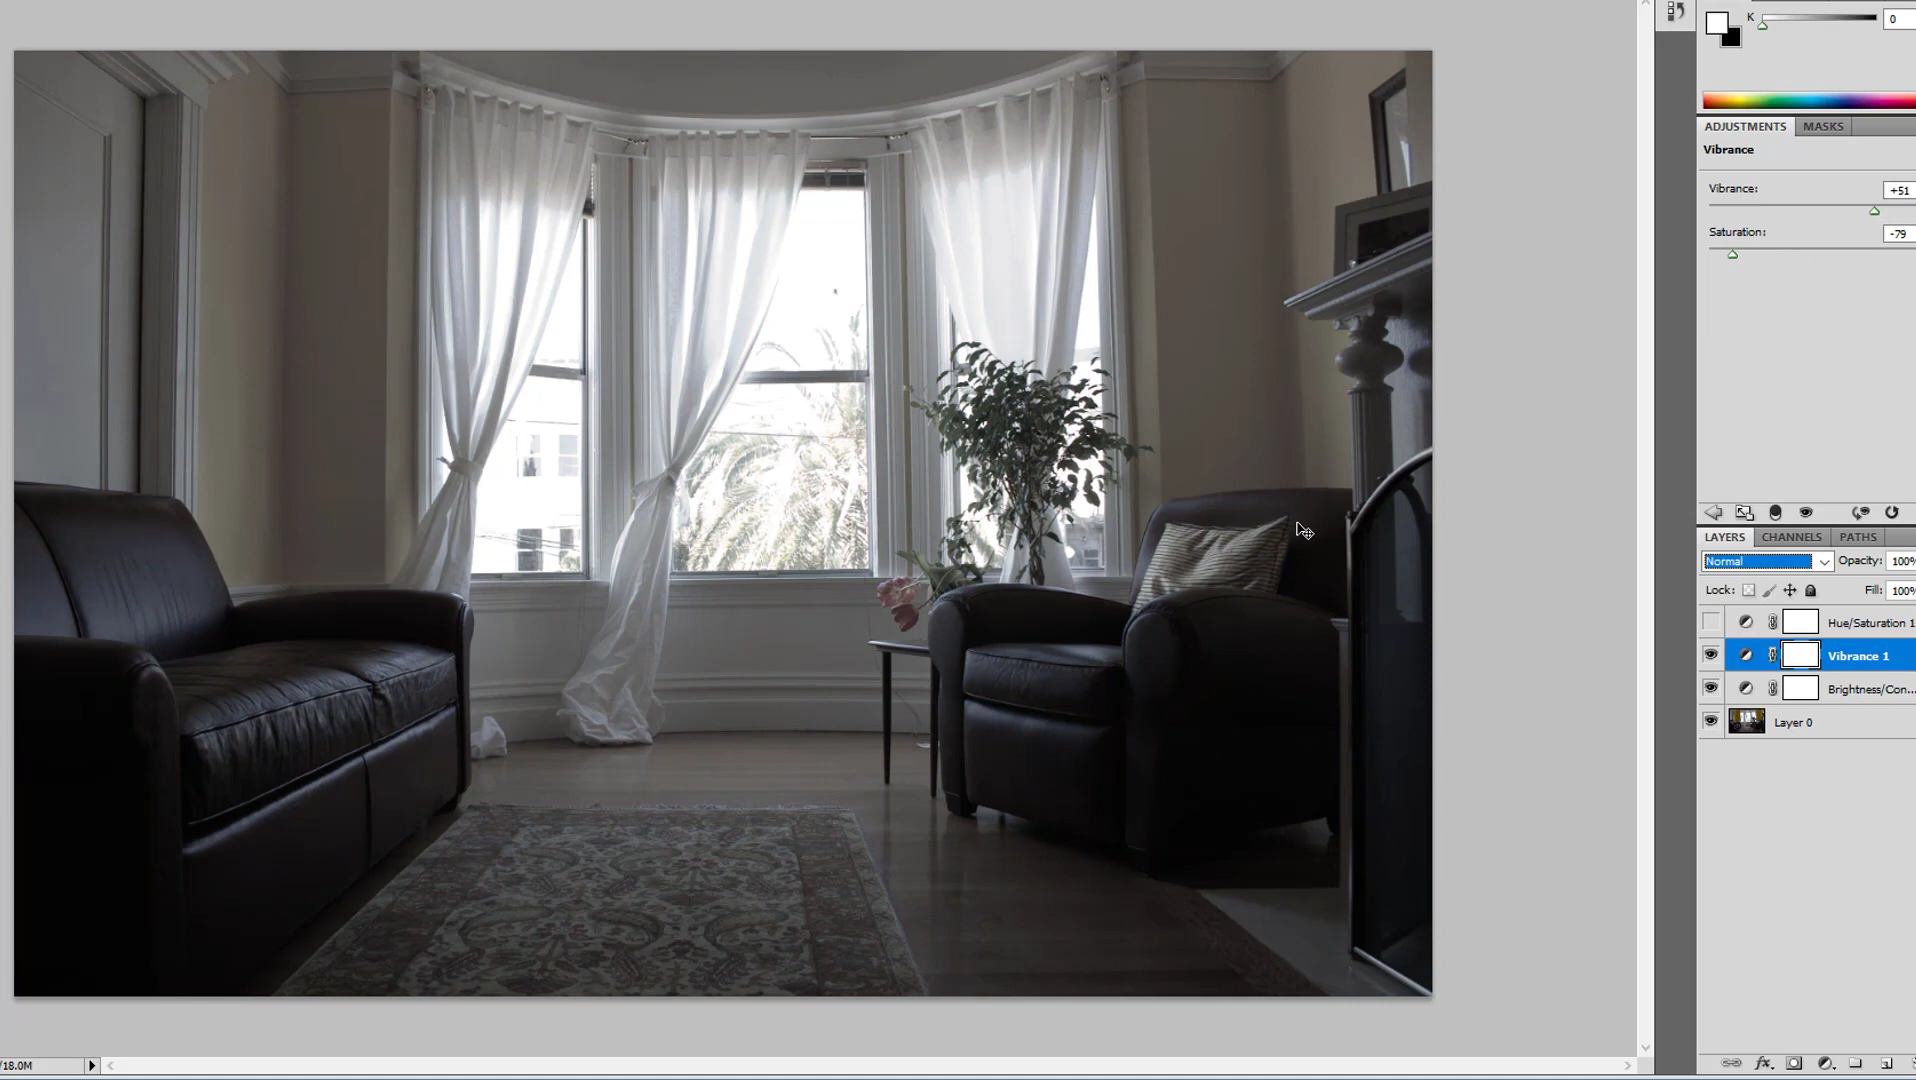 K 0
ADJUSTMENTS MASKS
Vibrance
Vibrance: +51
Saturation: -79
LAYERS CHANNELS PATHS
Normal Opacity: 100%
Lock: Fill: 100%
Hue/Saturation 1
Vibrance 1
Brightness/Con...
Layer 0
/18.0M